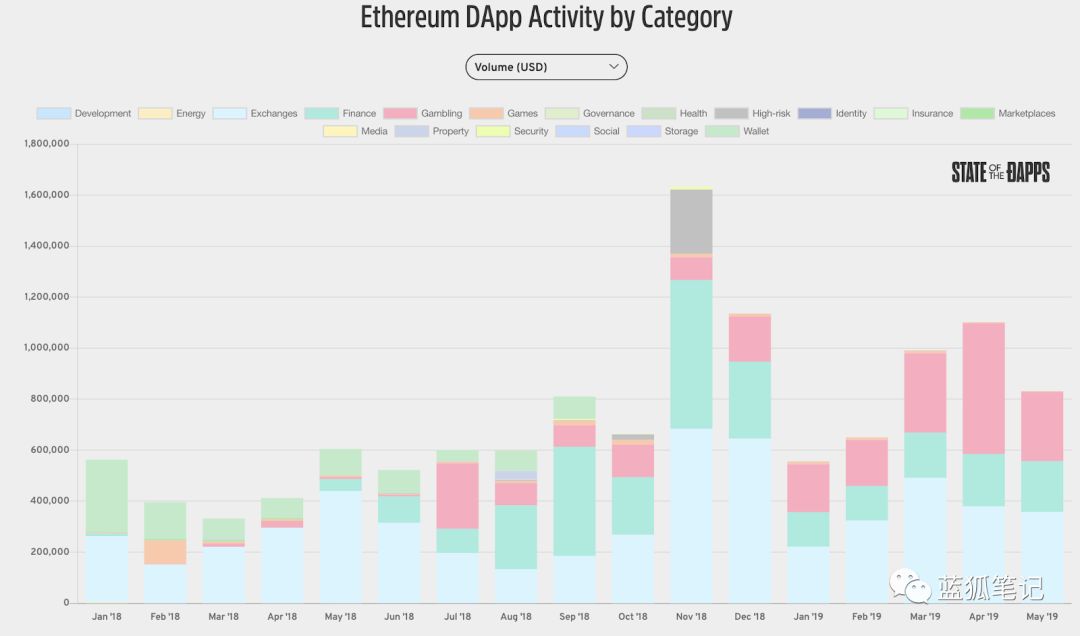 Ethereum DApp Activity by Category
Volume (USD)
Development Energy Exchanges Finance Gambling Games Governance Health High-risk Identity Insurance Marketplaces
Media Property Security Social Storage Wallet
1,800,000
STATE OF THE DAPPS
1,600,000
1,400,000
1,200,000
1,000,000
800,000
600,000
400,000
200,000
0
蓝狐笔记
Jan '18 Feb '18 Mar '18 Apr '18 May '18 Jun '18 Jul '18 Aug '18 Sep '18 Oct '18 Nov '18 Dec '18 Jan '19 Feb '19 Mar '19 Apr '19 May '19